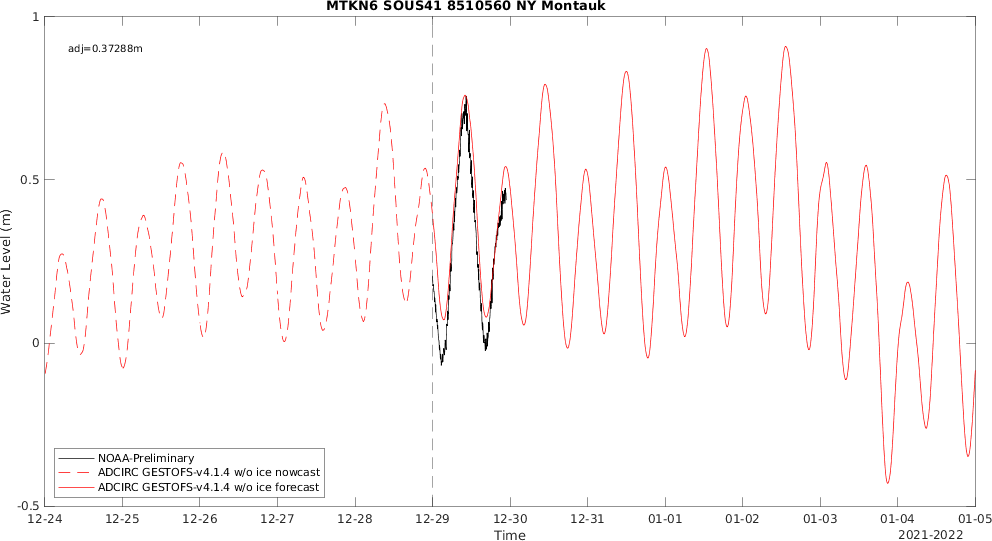 MTKN6 SOUS41 8510560 NY Montauk
adj=0.37288m
1
0.5
0
-0.5
Water Level (m)
NOAA-Preliminary
ADCIRC GESTOFS-v4.1.4 w/o ice nowcast
ADCIRC GESTOFS-v4.1.4 w/o ice forecast
12-24 12-25 12-26 12-27 12-28 12-29 12-30 12-31 01-01 01-02 01-03 01-04 01-05
Time
2021-2022